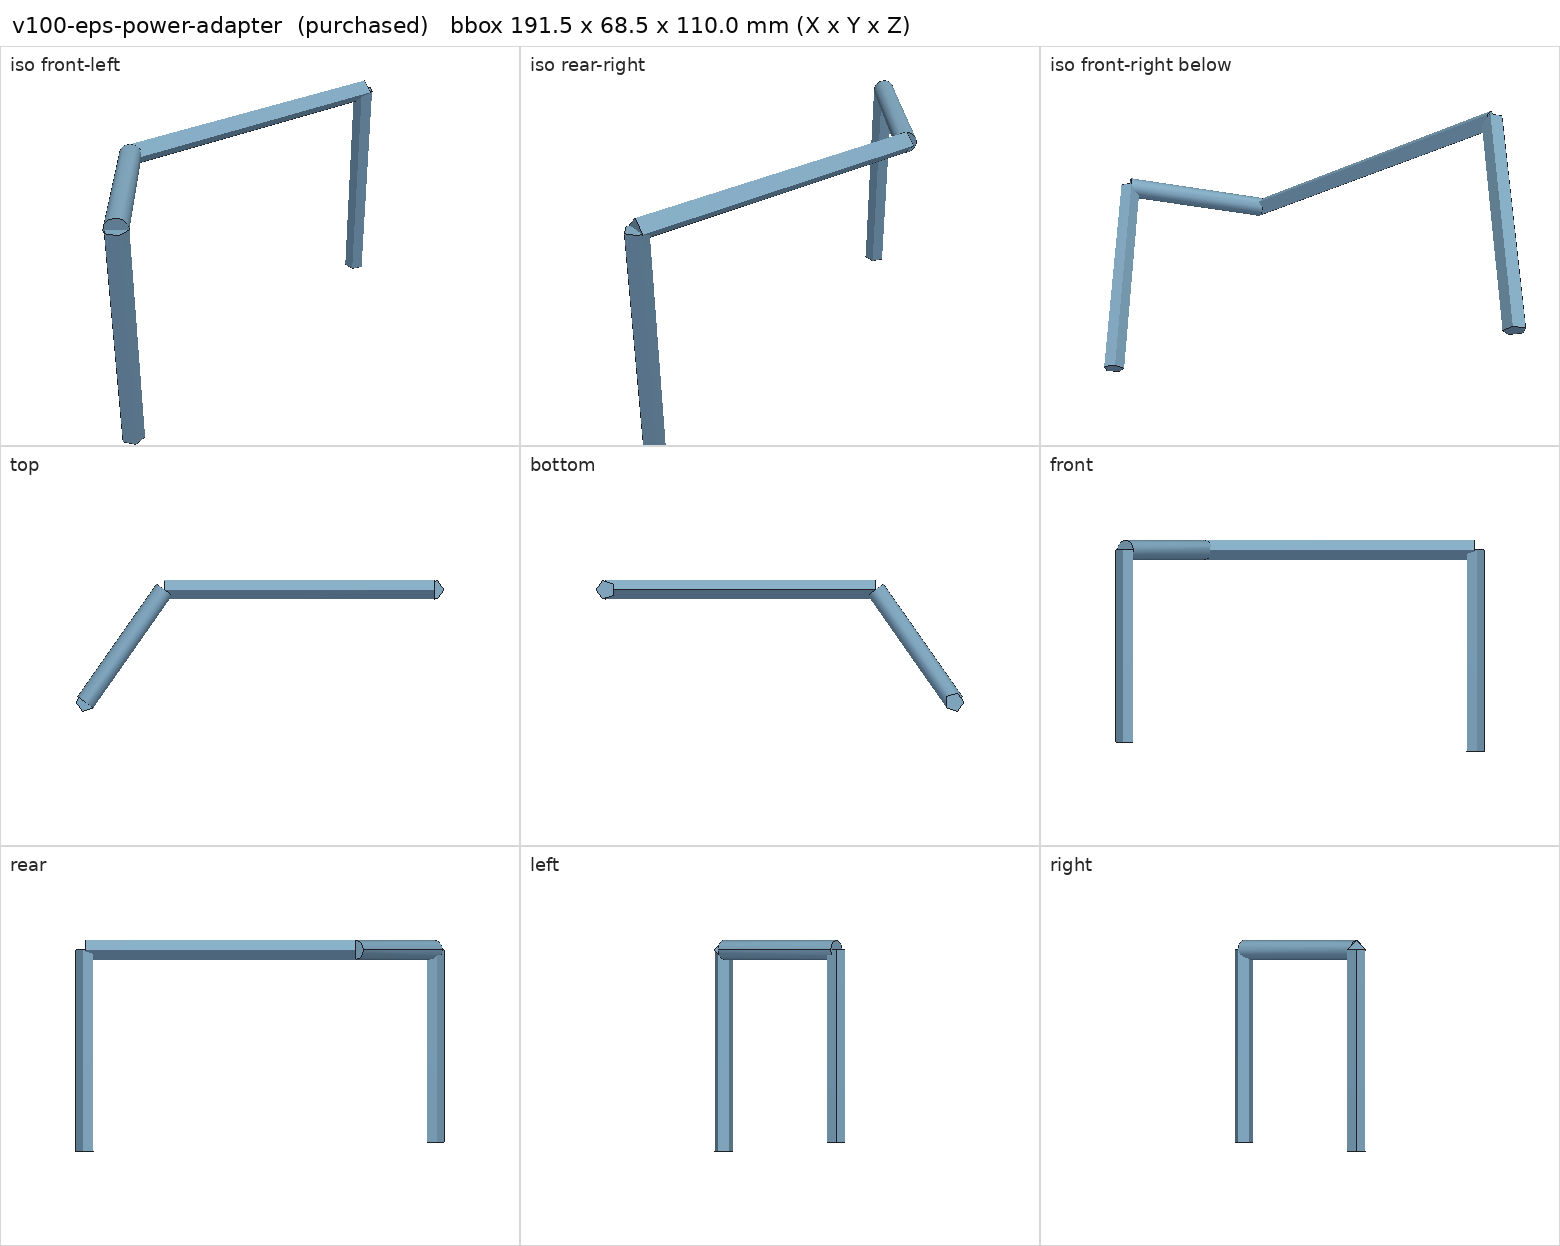 v100-eps-power-adapter  (purchased)   bbox 191.5 x 68.5 x 110.0 mm (X x Y x Z)
iso front-left
iso rear-right
iso front-right below
top
bottom
front
rear
left
right